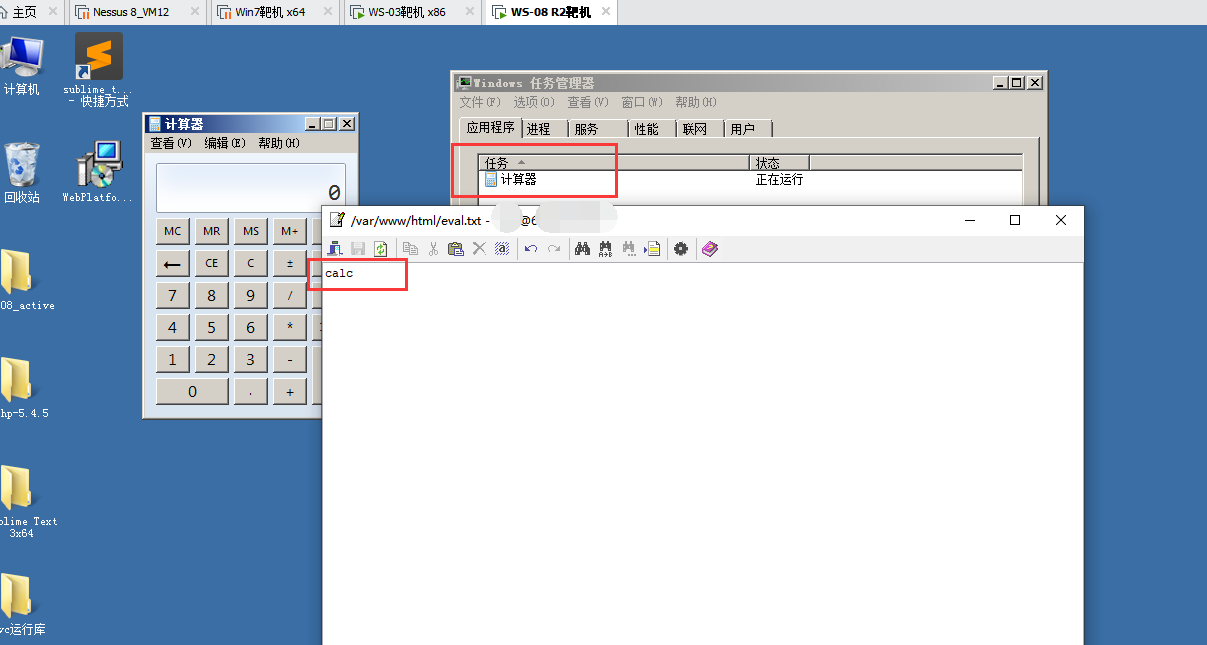 主页
Nessus 8_VM12
Win7靶机 x64
WS-03靶机 x86
WS-08 R2靶机
计算机
sublime_t...
- 快捷方式
回收站
WebPlatfo...
08_active
hp-5.4.5
blime Text
3x64
vc运行库
计算器
查看(V) 编辑(E) 帮助(H)
0
MC MR MS M+
← CE C ±
7 8 9 /
4 5 6 *
1 2 3 -
0 . +
Windows 任务管理器
文件(F) 选项(O) 查看(V) 窗口(W) 帮助(H)
应用程序 进程 服务 性能 联网 用户
任务 状态
计算器 正在运行
/var/www/html/eval.txt - @6
calc